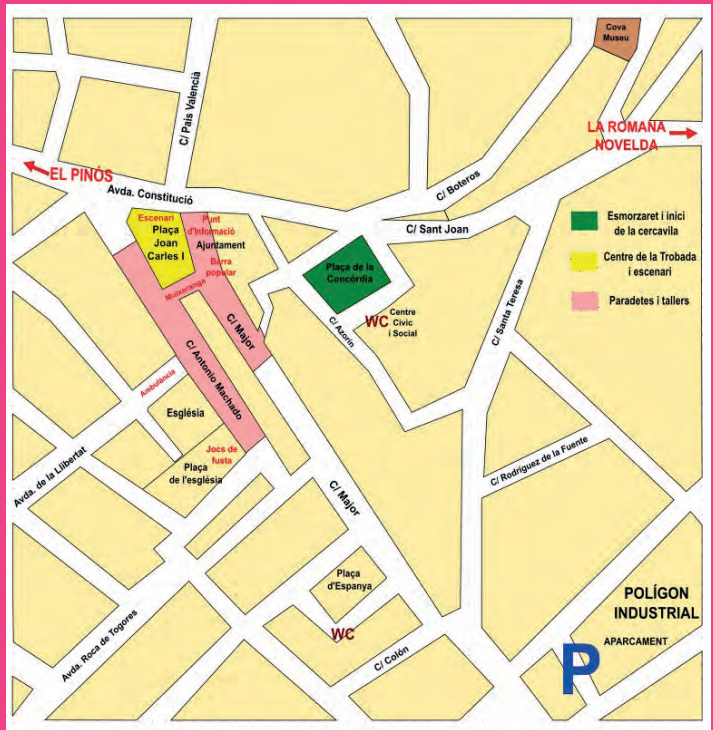 Cova
Museu
C/ País Valencià
LA ROMANA
NOVELDA
EL PINÓS
Avda. Constitució
C/ Boteros
Escenari
Plaça
Joan
Carles I
Punt
d'Informació
Ajuntament
Barra
popular
C/ Sant Joan
Esmorzaret i inici
de la cercavila
Plaça de la
Concòrdia
Centre de la Trobada
i escenari
Muixeranga
Paradetes i tallers
C/ Major
WC
Centre
Cívic
i Social
C/ Azorín
C/ Santa Teresa
C/ Antonio Machado
Ambulància
Església
Jocs de
fusta
Plaça
de l'església
Avda. de la Llibertat
C/ Rodríguez de la Fuente
C/ Major
Plaça
d'Espanya
POLÍGON
INDUSTRIAL
WC
APARCAMENT
P
Avda. Roca de Togores
C/ Colón